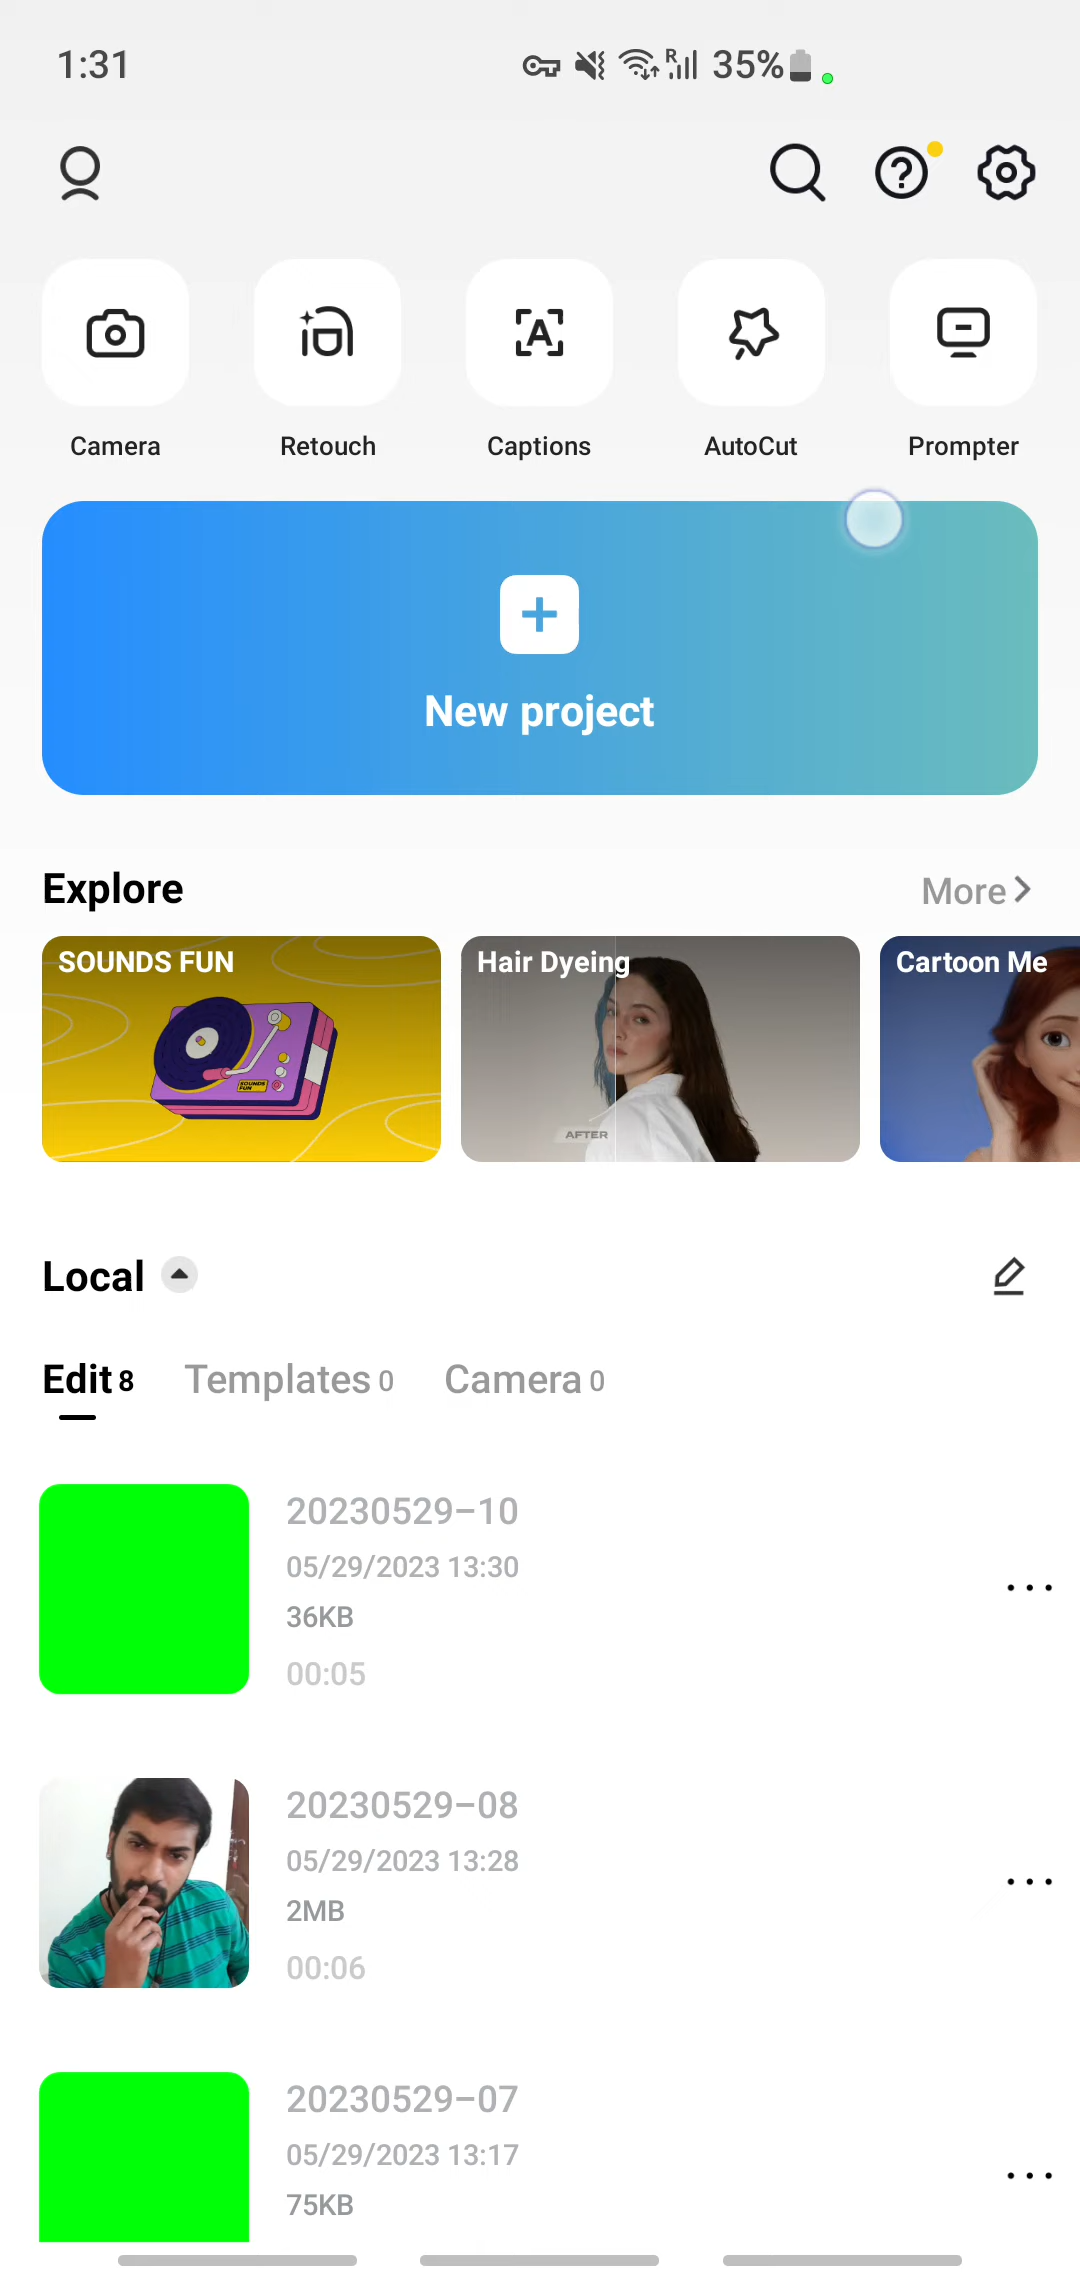 1:31
R
35%
Camera
Retouch
Captions
AutoCut
Prompter
New project
Explore
More
SOUNDS FUN
SOUNDS
FUN
Hair Dyeing
AFTER
Cartoon Me
Local
Edit 8
Templates 0
Camera 0
20230529-10
05/29/2023 13:30
36KB
00:05
20230529-08
05/29/2023 13:28
2MB
00:06
20230529-07
05/29/2023 13:17
75KB